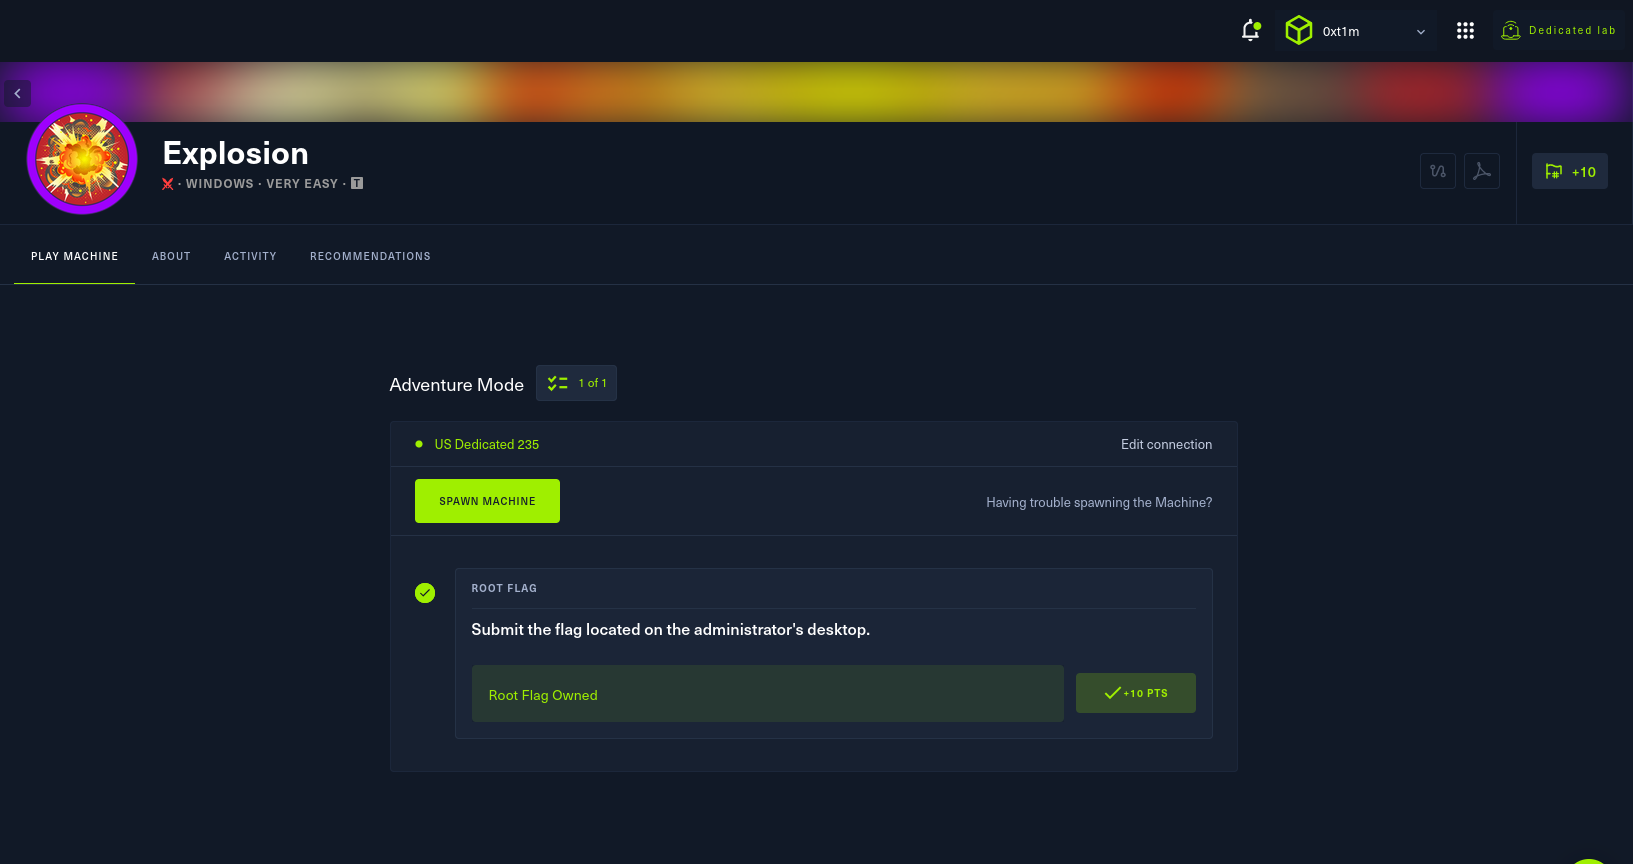 0xt1m
Dedicated lab
Explosion
· WINDOWS · VERY EASY · T
+10
PLAY MACHINE
ABOUT
ACTIVITY
RECOMMENDATIONS
Adventure Mode
1 of 1
US Dedicated 235
Edit connection
SPAWN MACHINE
Having trouble spawning the Machine?
ROOT FLAG
Submit the flag located on the administrator's desktop.
Root Flag Owned
+10 PTS